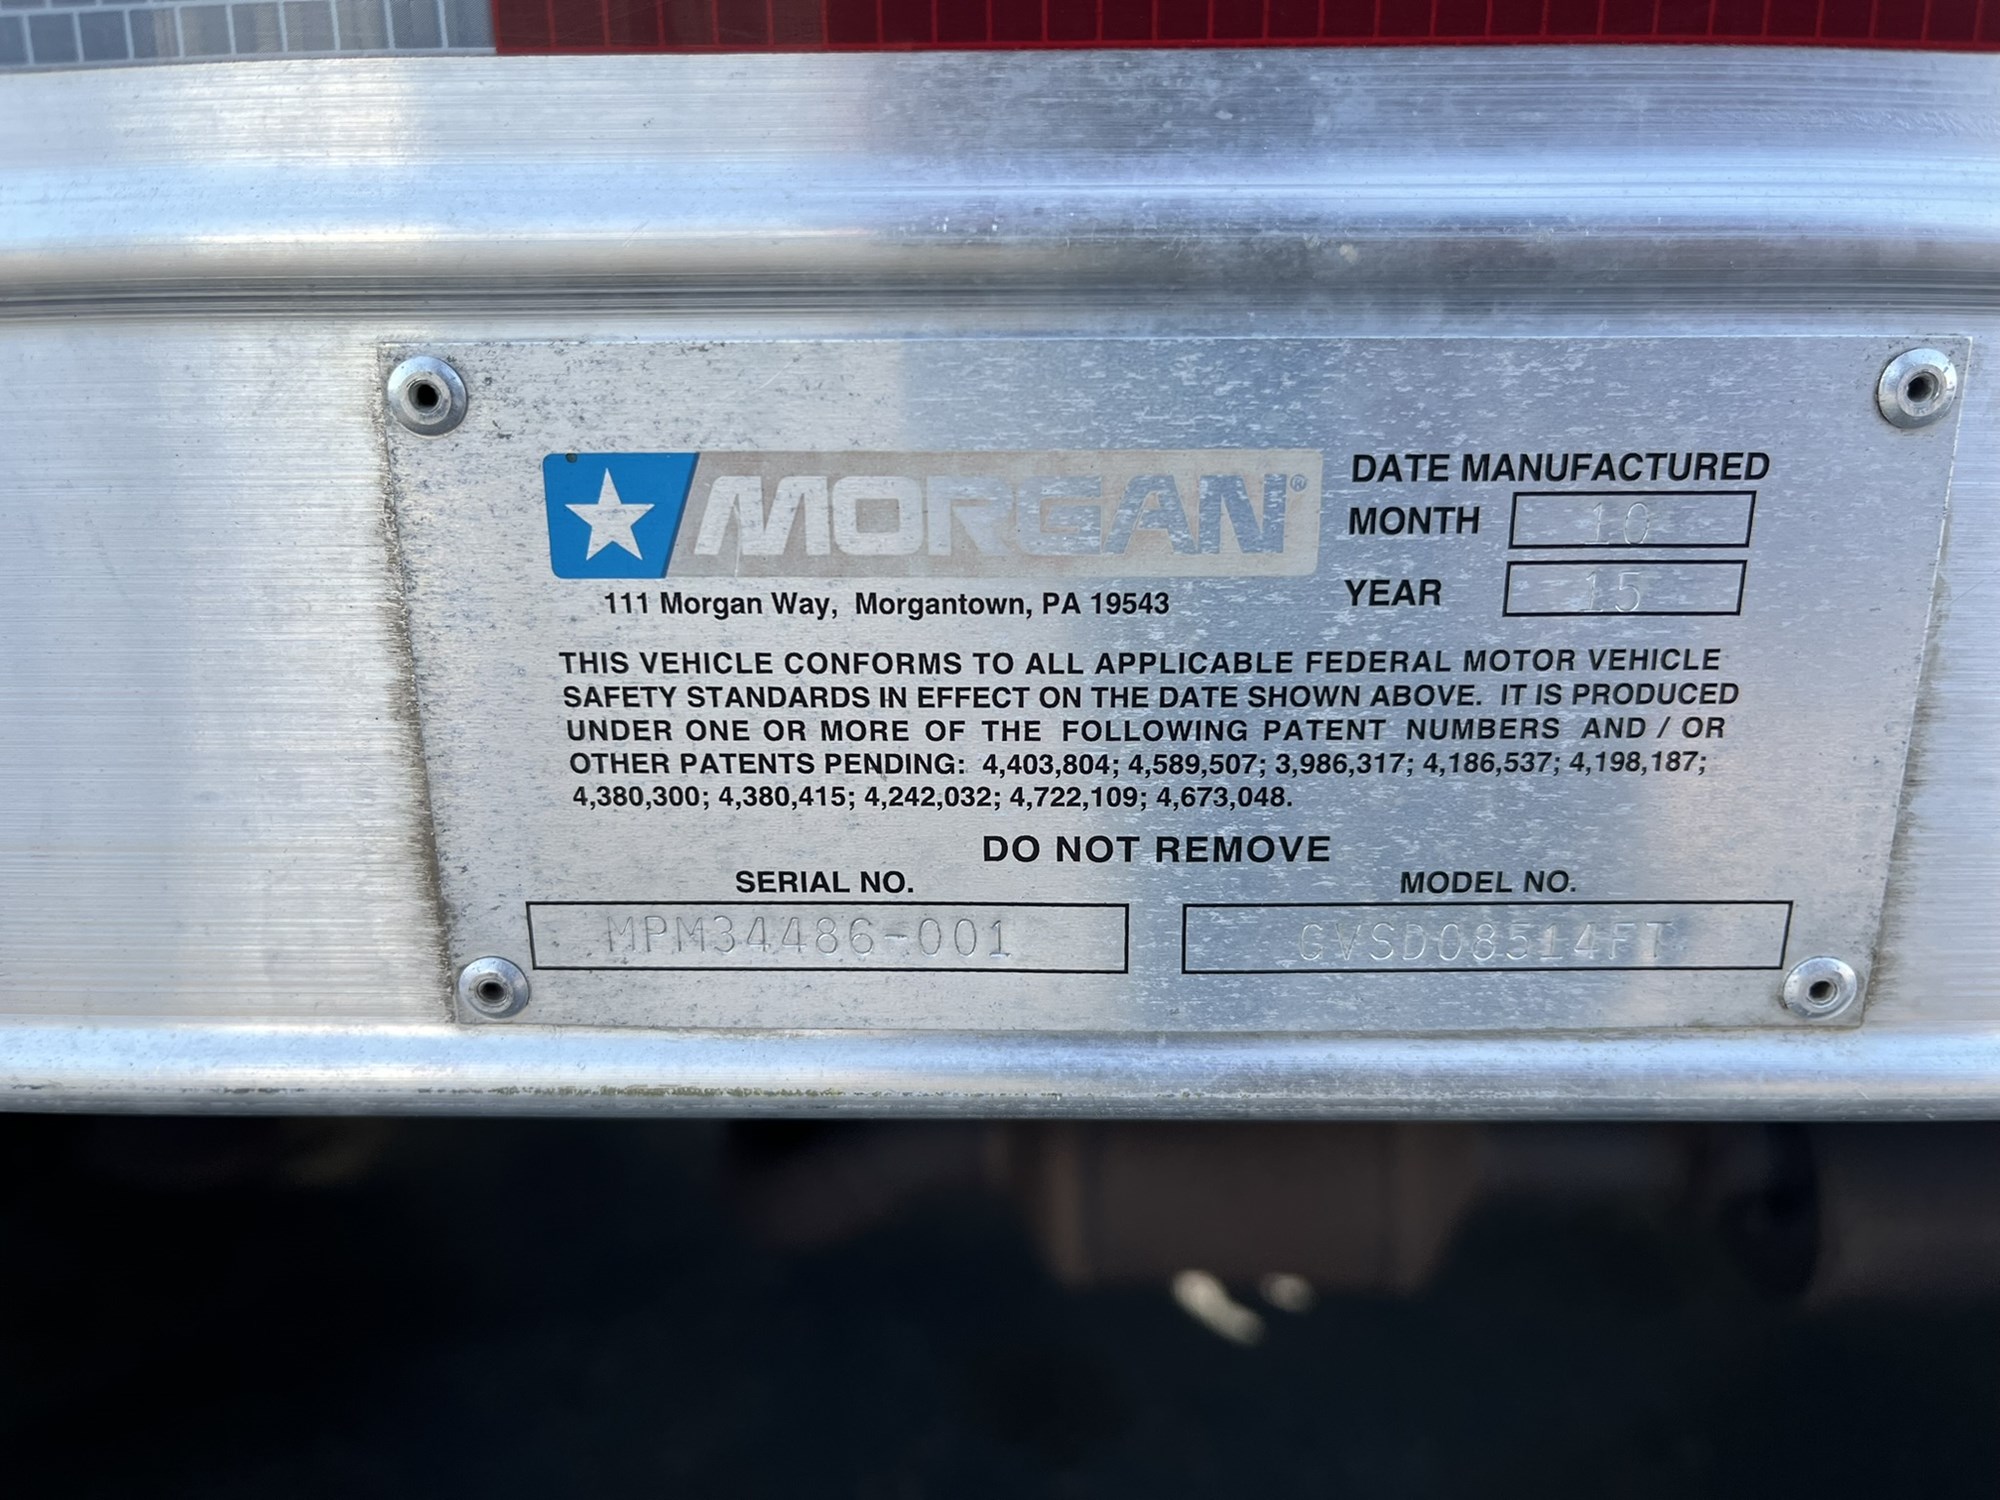 MORGAN®
111 Morgan Way, Morgantown, PA 19543
DATE MANUFACTURED
MONTH 10
YEAR 15
THIS VEHICLE CONFORMS TO ALL APPLICABLE FEDERAL MOTOR VEHICLE
SAFETY STANDARDS IN EFFECT ON THE DATE SHOWN ABOVE. IT IS PRODUCED
UNDER ONE OR MORE OF THE FOLLOWING PATENT NUMBERS AND / OR
OTHER PATENTS PENDING: 4,403,804; 4,589,507; 3,986,317; 4,186,537; 4,198,187;
4,380,300; 4,380,415; 4,242,032; 4,722,109; 4,673,048.
DO NOT REMOVE
SERIAL NO.
MPM34486-001
MODEL NO.
GVSD08514FT